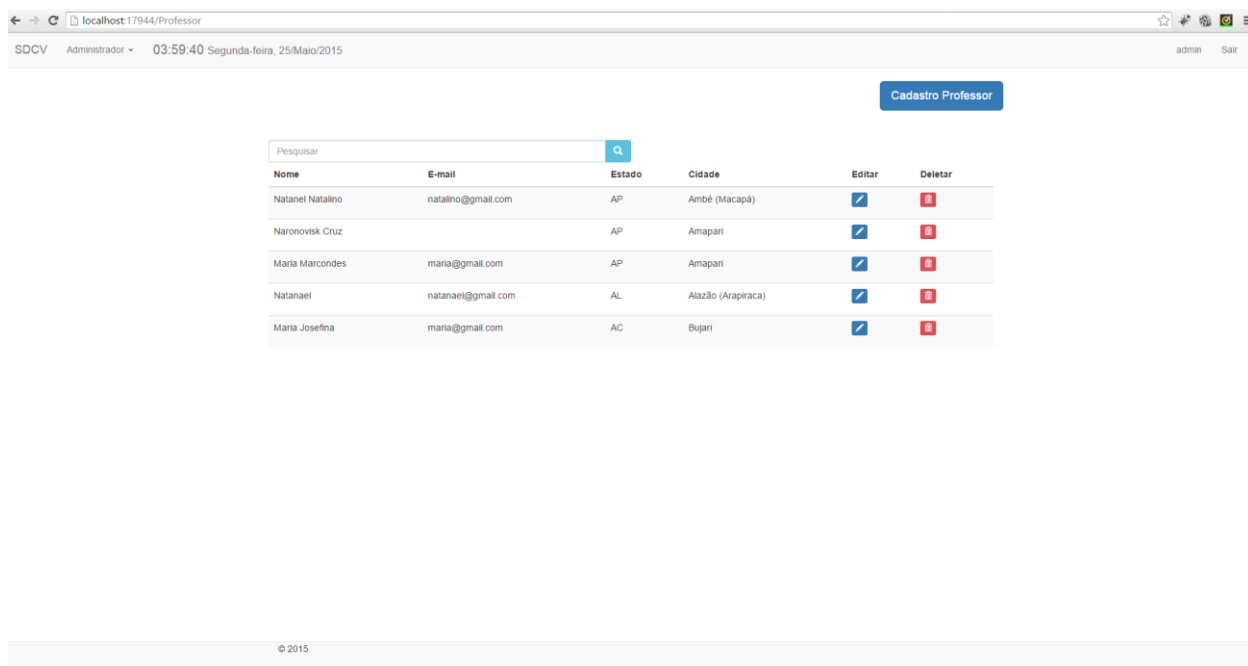 localhost:17944/Professor
SDCV Administrador 03:59:40 Segunda-feira, 25/Maio/2015 admin Sair
Cadastro Professor
Pesquisar
Nome E-mail Estado Cidade Editar Deletar
Natanel Natalino natalino@gmail.com AP Ambé (Macapá)
Naronovisk Cruz AP Amapari
Maria Marcondes maria@gmail.com AP Amapari
Natanael natanael@gmail.com AL Alazão (Arapiraca)
Maria Josefina maria@gmail.com AC Bujari
© 2015